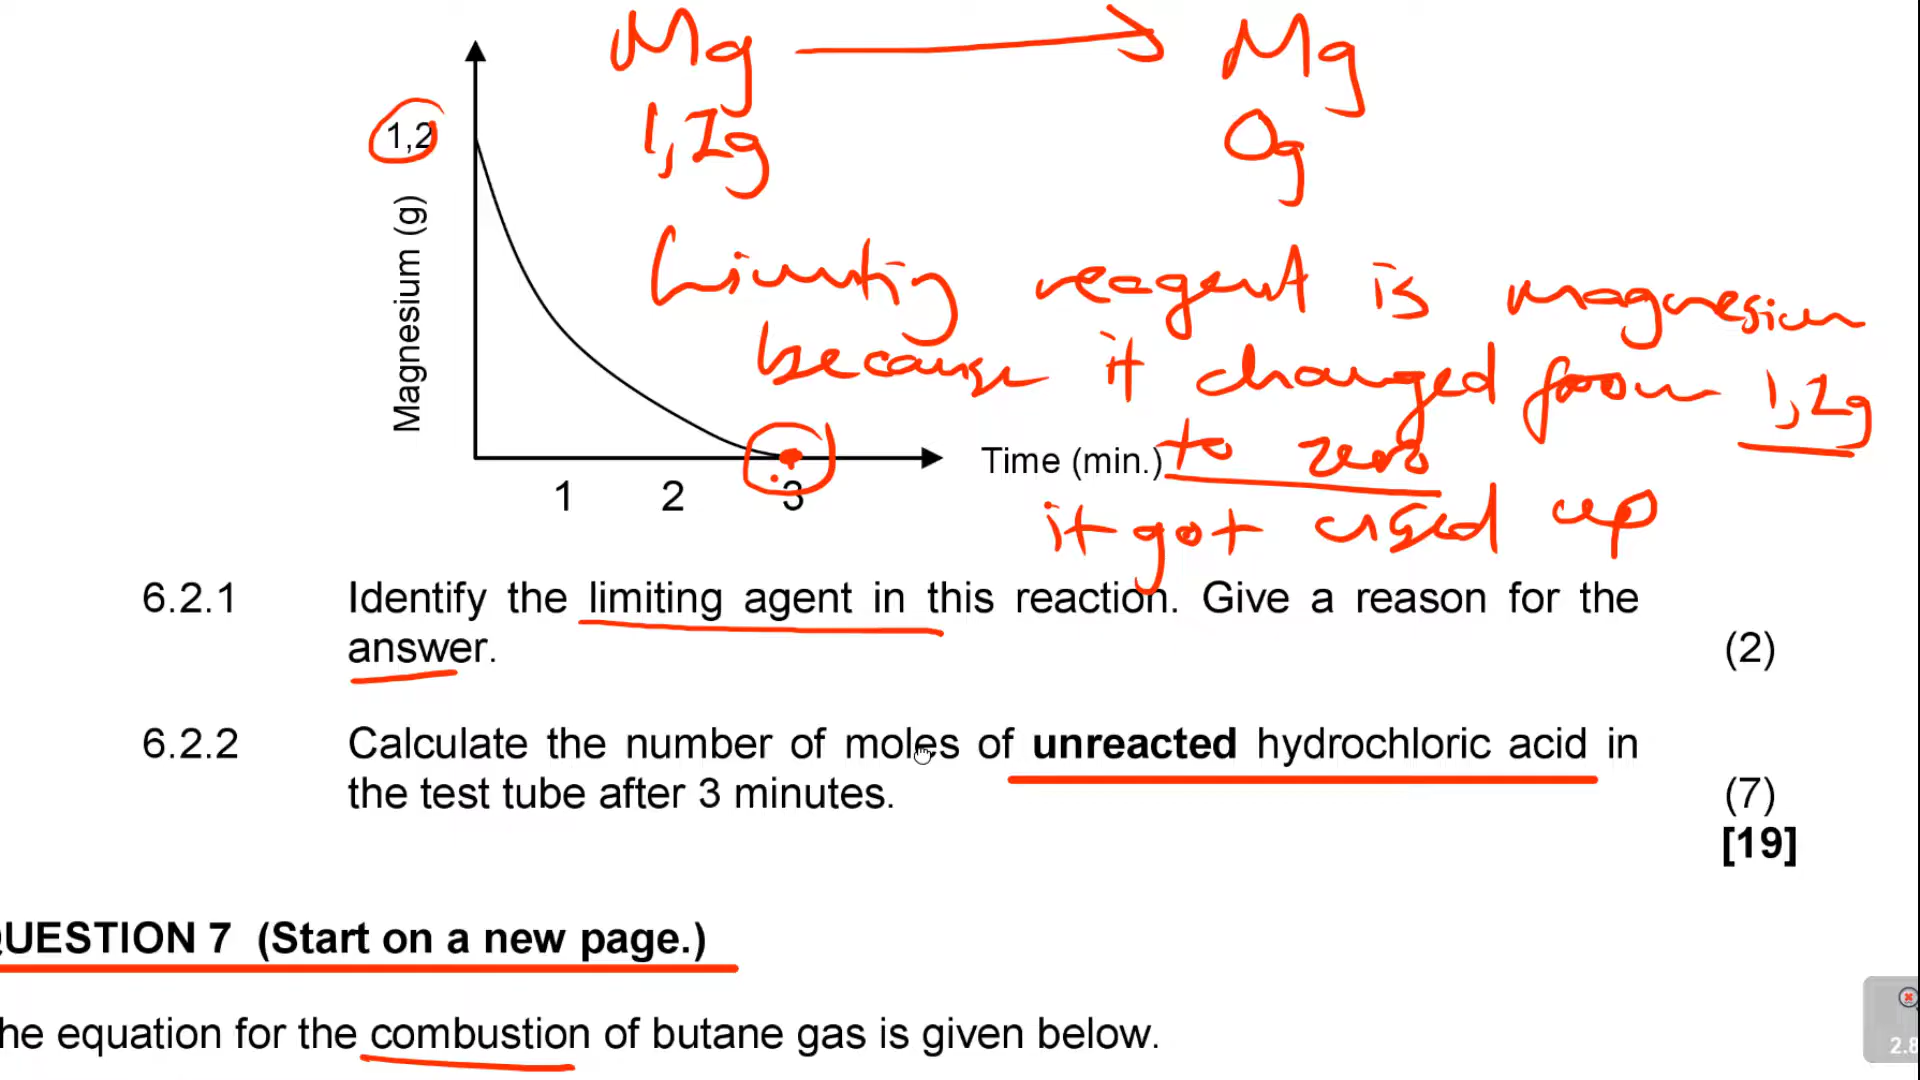 Mg → Mg
1,2
1,2g 0g
Magnesium (g)
Limiting reagent is magnesium
because it changed from 1,2g
Time (min.) to zero
1 2 3
it got used up
6.2.1 Identify the limiting agent in this reaction. Give a reason for the
answer. (2)
6.2.2 Calculate the number of moles of unreacted hydrochloric acid in
the test tube after 3 minutes. (7)
[19]
QUESTION 7 (Start on a new page.)
he equation for the combustion of butane gas is given below.
2.8